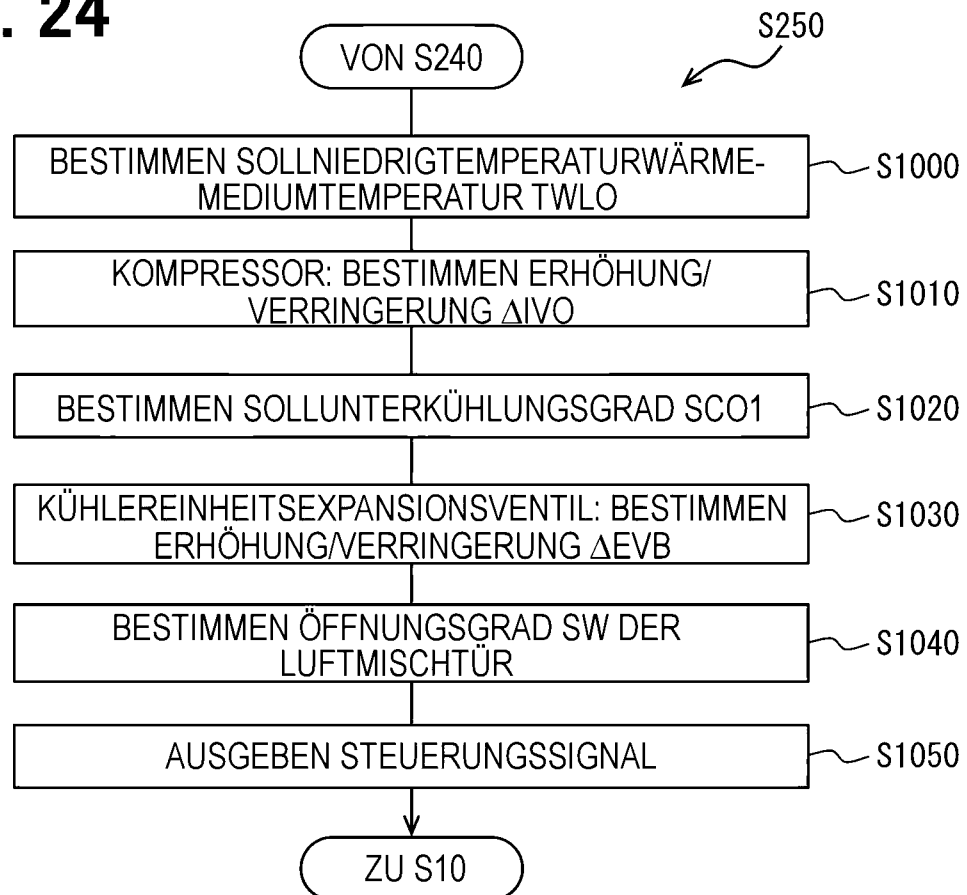 . 24
S250
VON S240
BESTIMMEN SOLLNIEDRIGTEMPERATURWÄRME-
MEDIUMTEMPERATUR TWLO
S1000
KOMPRESSOR: BESTIMMEN ERHÖHUNG/
VERRINGERUNG ΔIVO
S1010
BESTIMMEN SOLLUNTERKÜHLUNGSGRAD SCO1
S1020
KÜHLEREINHEITSEXPANSIONSVENTIL: BESTIMMEN
ERHÖHUNG/VERRINGERUNG ΔEVB
S1030
BESTIMMEN ÖFFNUNGSGRAD SW DER
LUFTMISCHTÜR
S1040
AUSGEBEN STEUERUNGSSIGNAL
S1050
ZU S10